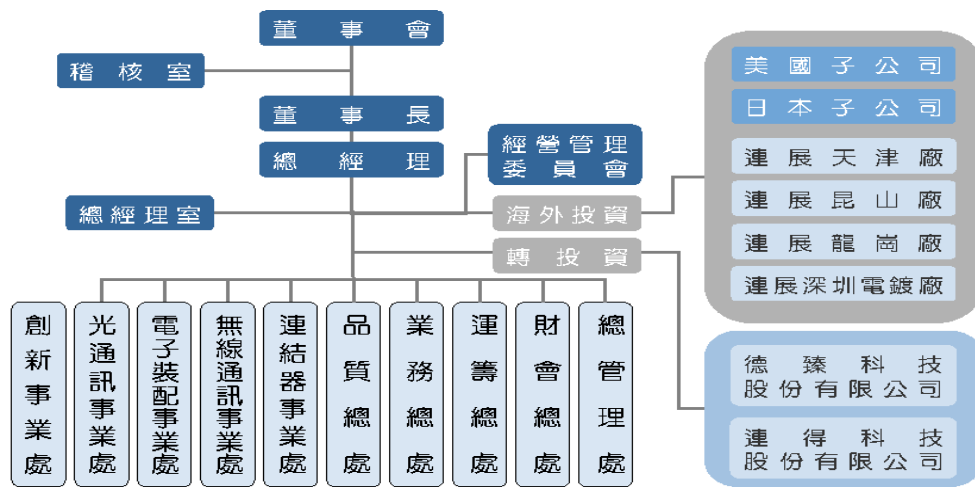 董事會
稽核室
董事長
總經理
經營管理
委員會
總經理室
海外投資
轉投資
美國子公司
日本子公司
連展天津廠
連展昆山廠
連展龍崗廠
連展深圳電鍍廠
德臻科技
股份有限公司
連得科技
股份有限公司
創新事業處
光通訊事業處
電子裝配事業處
無線通訊事業處
連結器事業處
品質總處
業務總處
運籌總處
財會總處
總管理處